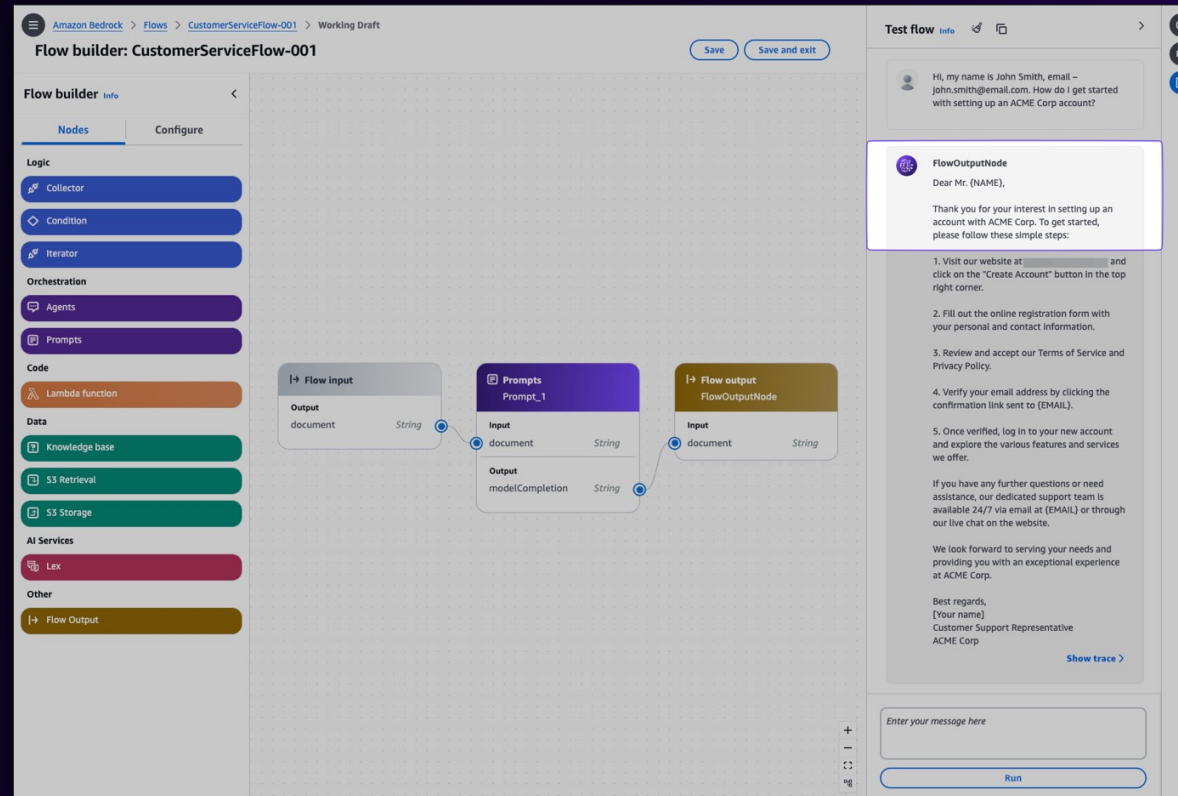 Amazon Bedrock > Flows > CustomerServiceFlow-001 > Working Draft
Flow builder: CustomerServiceFlow-001
Save
Save and exit
Flow builder Info
Nodes
Configure
Logic
Collector
Condition
Iterator
Orchestration
Agents
Prompts
Code
Lambda function
Data
Knowledge base
S3 Retrieval
S3 Storage
AI Services
Lex
Other
Flow Output
Flow input
Output
document String
Prompts
Prompt_1
Input
document String
Output
modelCompletion String
Flow output
FlowOutputNode
Input
document String
Test flow Info
Hi, my name is John Smith, email –
john.smith@email.com. How do I get started
with setting up an ACME Corp account?
FlowOutputNode
Dear Mr. {NAME},
Thank you for your interest in setting up an
account with ACME Corp. To get started,
please follow these simple steps:
1. Visit our website at and
click on the "Create Account" button in the top
right corner.
2. Fill out the online registration form with
your personal and contact information.
3. Review and accept our Terms of Service and
Privacy Policy.
4. Verify your email address by clicking the
confirmation link sent to {EMAIL}.
5. Once verified, log in to your new account
and explore the various features and services
we offer.
If you have any further questions or need
assistance, our dedicated support team is
available 24/7 via email at {EMAIL} or through
our live chat on the website.
We look forward to serving your needs and
providing you with an exceptional experience
at ACME Corp.
Best regards,
[Your name]
Customer Support Representative
ACME Corp
Show trace >
Enter your message here
Run